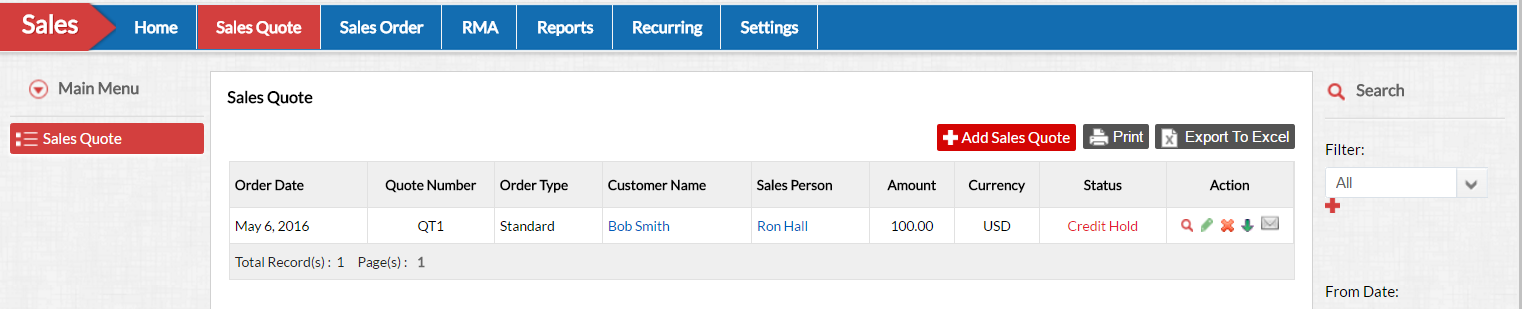 Sales Home Sales Quote Sales Order RMA Reports Recurring Settings
Main Menu
Sales Quote
Sales Quote
Add Sales Quote Print Export To Excel
Order Date Quote Number Order Type Customer Name Sales Person Amount Currency Status Action
May 6, 2016 QT1 Standard Bob Smith Ron Hall 100.00 USD Credit Hold
Total Record(s) : 1 Page(s) : 1
Search
Filter:
All
From Date: